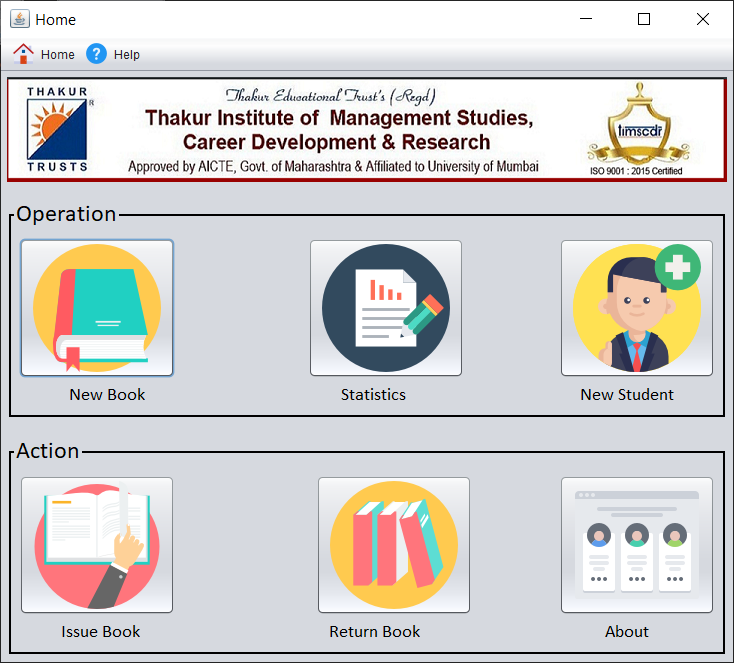 Home
Home
? Help
THAKUR
R
TRUSTS
Thakur Educational Trust's (Regd)
Thakur Institute of Management Studies,
Career Development & Research
Approved by AICTE, Govt. of Maharashtra & Affiliated to University of Mumbai
timscdr
ISO 9001 : 2015 Certified
Operation
New Book
Statistics
New Student
Action
Issue Book
Return Book
About